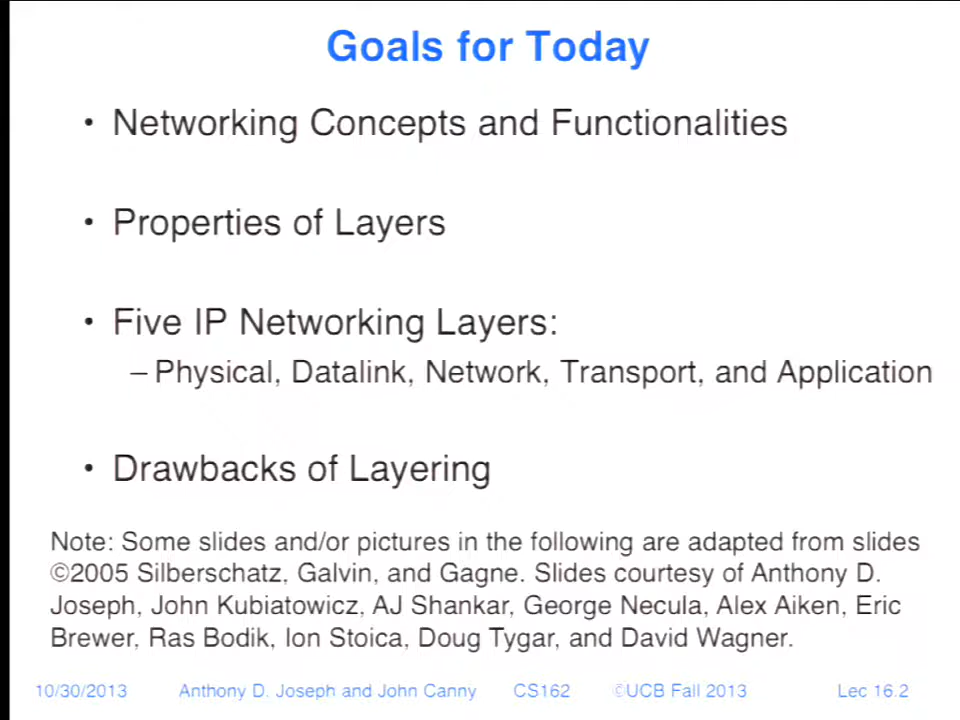 Goals for Today
• Networking Concepts and Functionalities
• Properties of Layers
• Five IP Networking Layers:
– Physical, Datalink, Network, Transport, and Application
• Drawbacks of Layering
Note: Some slides and/or pictures in the following are adapted from slides
©2005 Silberschatz, Galvin, and Gagne. Slides courtesy of Anthony D.
Joseph, John Kubiatowicz, AJ Shankar, George Necula, Alex Aiken, Eric
Brewer, Ras Bodik, Ion Stoica, Doug Tygar, and David Wagner.
10/30/2013 Anthony D. Joseph and John Canny CS162 ©UCB Fall 2013 Lec 16.2